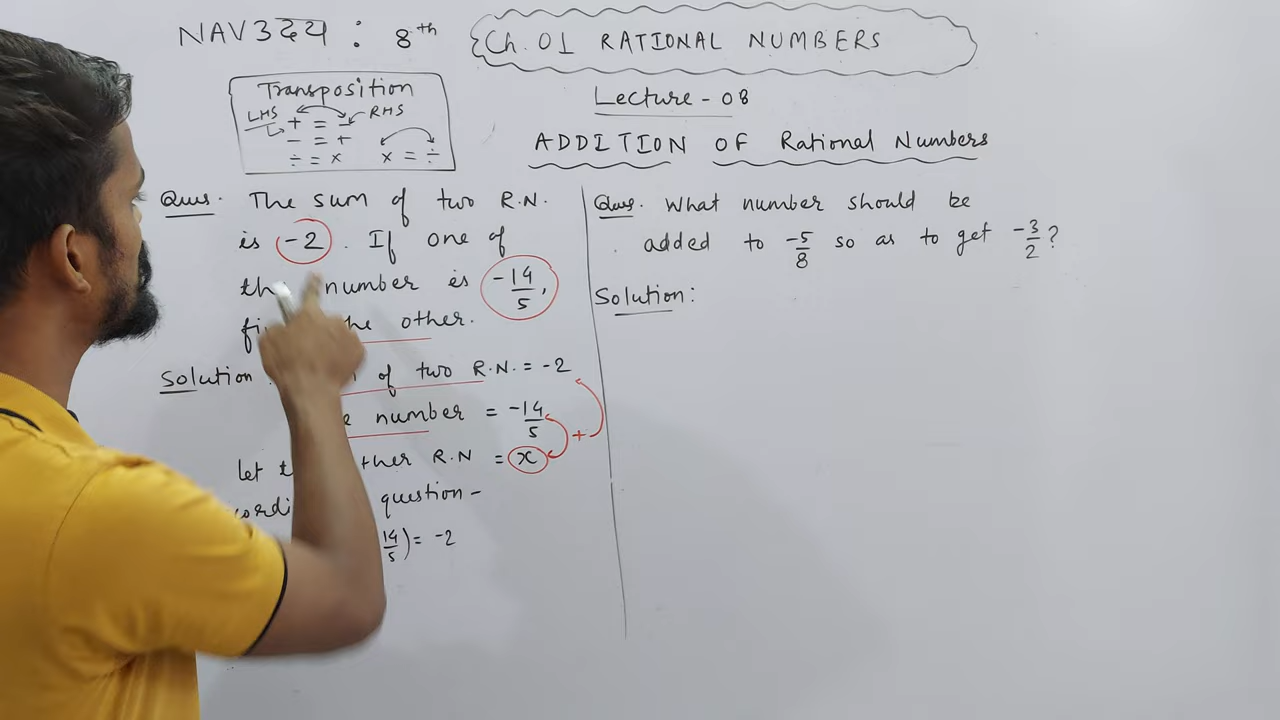 NAV344 : 8th
Ch. 01 RATIONAL NUMBERS
Transposition
LHS + = - RHS
- = +
÷ = × × = ÷
Lecture - 08
ADDITION OF Rational Numbers
Ques. The sum of two R.N.
is -2. If one of
number is -14/5,
the other.
Solution of two R.N. = -2
number = -14/5
+
let R.N = x
question -
14/5) = -2
Ques. What number should be
added to -5/8 so as to get -3/2?
Solution: